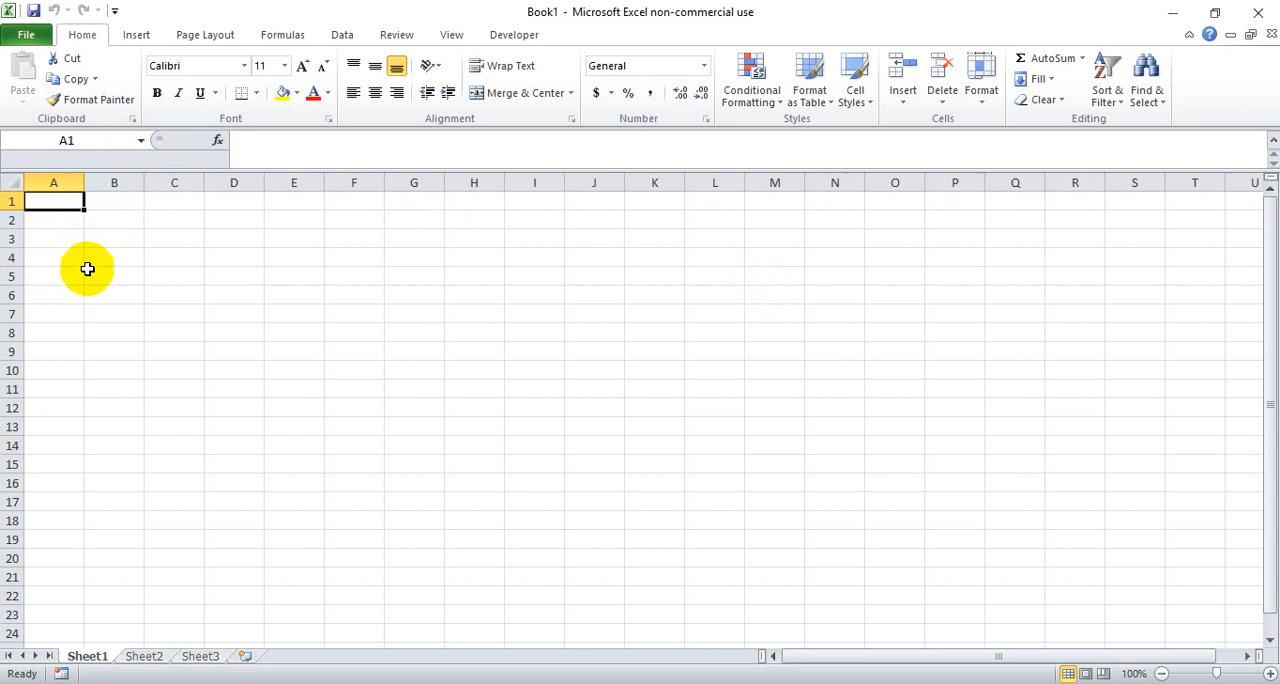 Book1 - Microsoft Excel non-commercial use
File Home Insert Page Layout Formulas Data Review View Developer
Paste
Cut
Copy
Format Painter
Clipboard
Calibri 11
B I U A
Font
Wrap Text
Merge & Center
Alignment
General
$ % ,
Number
Conditional Formatting
Format as Table
Cell Styles
Styles
Insert
Delete
Format
Cells
AutoSum
Fill
Clear
Sort & Filter
Find & Select
Editing
A1 fx
A B C D E F G H I J K L M N O P Q R S T U
1
2
3
4
5
6
7
8
9
10
11
12
13
14
15
16
17
18
19
20
21
22
23
24
Sheet1 Sheet2 Sheet3
Ready 100%